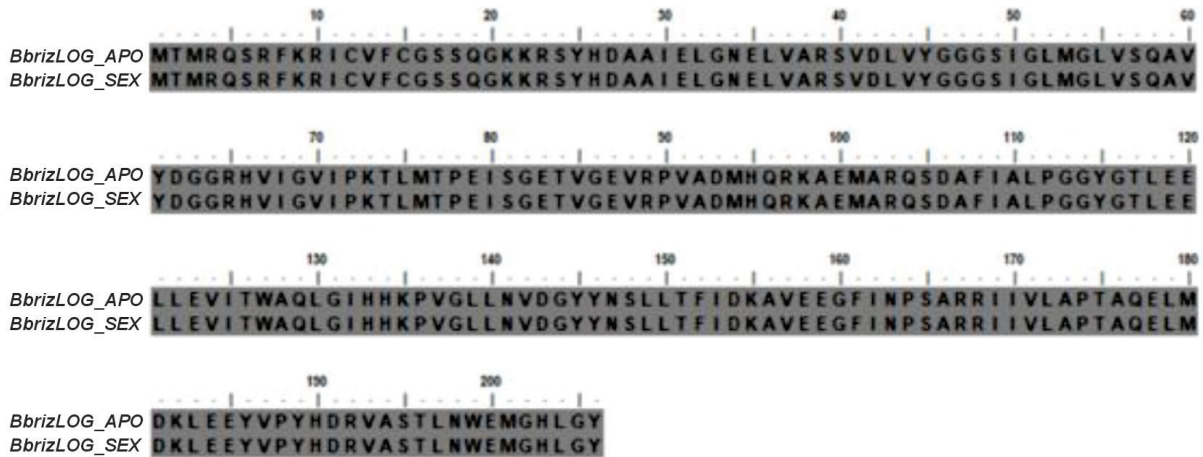 10 20 30 40 50 60
BbrizLOG_APO MTMRQSRFKRICVFCGSSQGKKRSYHDAAIELGNELVARSVDLVYGGGSIGLMGLVSQAV
BbrizLOG_SEX MTMRQSRFKRICVFCGSSQGKKRSYHDAAIELGNELVARSVDLVYGGGSIGLMGLVSQAV
70 80 90 100 110 120
BbrizLOG_APO YDGGRHVIGVIPKTLMTPEISGETVGEVRPVADMHQRKAEMARQSDAFIALPGGYGTLEE
BbrizLOG_SEX YDGGRHVIGVIPKTLMTPEISGETVGEVRPVADMHQRKAEMARQSDAFIALPGGYGTLEE
130 140 150 160 170 180
BbrizLOG_APO LLEVITWAQLGIHHKPVGLLNVDGYYNSLLTFIDKAVEEGFINPSARRIIVLAPTAQELM
BbrizLOG_SEX LLEVITWAQLGIHHKPVGLLNVDGYYNSLLTFIDKAVEEGFINPSARRIIVLAPTAQELM
190 200
BbrizLOG_APO DKLEEYVPYHDRVASTLNWEMGHLGY
BbrizLOG_SEX DKLEEYVPYHDRVASTLNWEMGHLGY